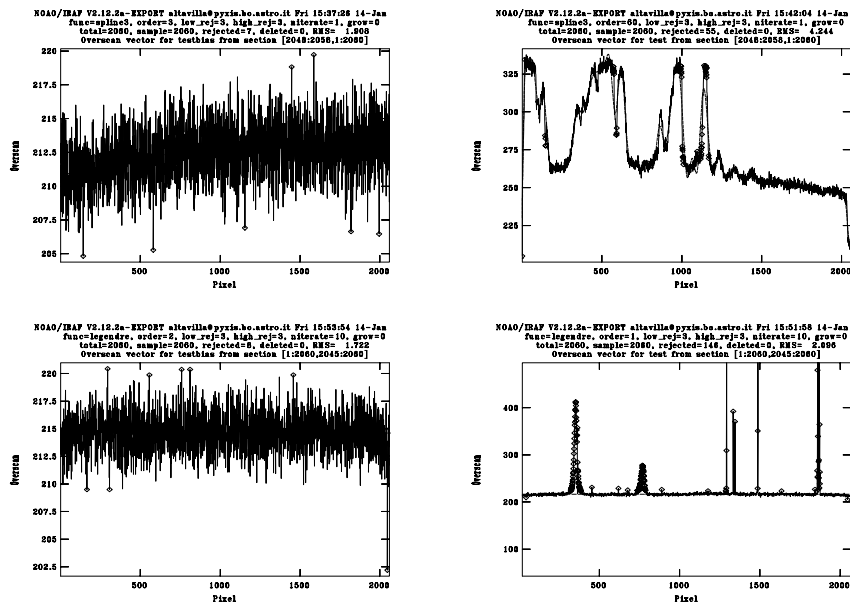 NOAO/IRAF V2.12.2a-EXPORT altavilla@pyxis.bo.astro.it Fri 15:37:26 14-Jan
func=spline3, order=3, low_rej=3, high_rej=3, niterate=1, grow=0
total=2060, sample=2060, rejected=7, deleted=0, RMS= 1.908
Overscan vector for testbias from section [2048:2058,1:2060]
220
217.5
215
212.5
210
207.5
205
Overscan
500
1000
1500
2000
Pixel
NOAO/IRAF V2.12.2a-EXPORT altavilla@pyxis.bo.astro.it Fri 15:42:04 14-Jan
func=spline3, order=60, low_rej=3, high_rej=3, niterate=1, grow=0
total=2060, sample=2060, rejected=55, deleted=0, RMS= 4.244
Overscan vector for test from section [2048:2058,1:2060]
325
300
275
250
225
Overscan
500
1000
1500
2000
Pixel
NOAO/IRAF V2.12.2a-EXPORT altavilla@pyxis.bo.astro.it Fri 15:53:54 14-Jan
func=legendre, order=2, low_rej=3, high_rej=3, niterate=10, grow=0
total=2060, sample=2060, rejected=8, deleted=0, RMS= 1.722
Overscan vector for testbias from section [1:2060,2045:2060]
220
217.5
215
212.5
210
207.5
205
202.5
Overscan
500
1000
1500
2000
Pixel
NOAO/IRAF V2.12.2a-EXPORT altavilla@pyxis.bo.astro.it Fri 15:51:58 14-Jan
func=legendre, order=1, low_rej=3, high_rej=3, niterate=10, grow=0
total=2060, sample=2060, rejected=146, deleted=0, RMS= 2.096
Overscan vector for test from section [1:2060,2045:2060]
400
300
200
100
Overscan
500
1000
1500
2000
Pixel